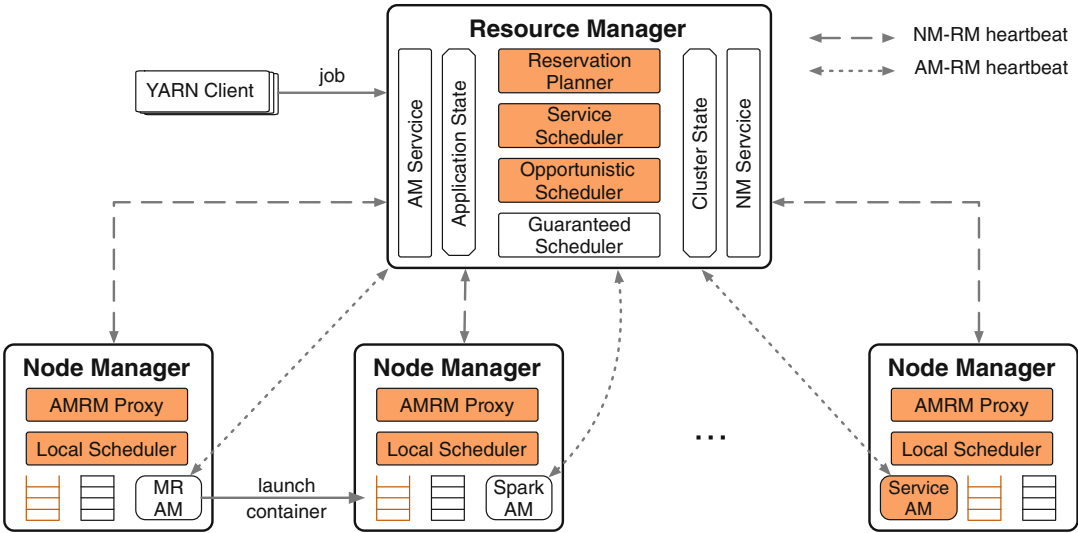 Resource Manager
NM-RM heartbeat
AM-RM heartbeat
YARN Client
job
AM Servcice
Application State
Reservation
Planner
Service
Scheduler
Opportunistic
Scheduler
Guaranteed
Scheduler
Cluster State
NM Servcice
Node Manager
AMRM Proxy
Local Scheduler
MR
AM
launch
container
Node Manager
AMRM Proxy
Local Scheduler
Spark
AM
...
Node Manager
AMRM Proxy
Local Scheduler
Service
AM